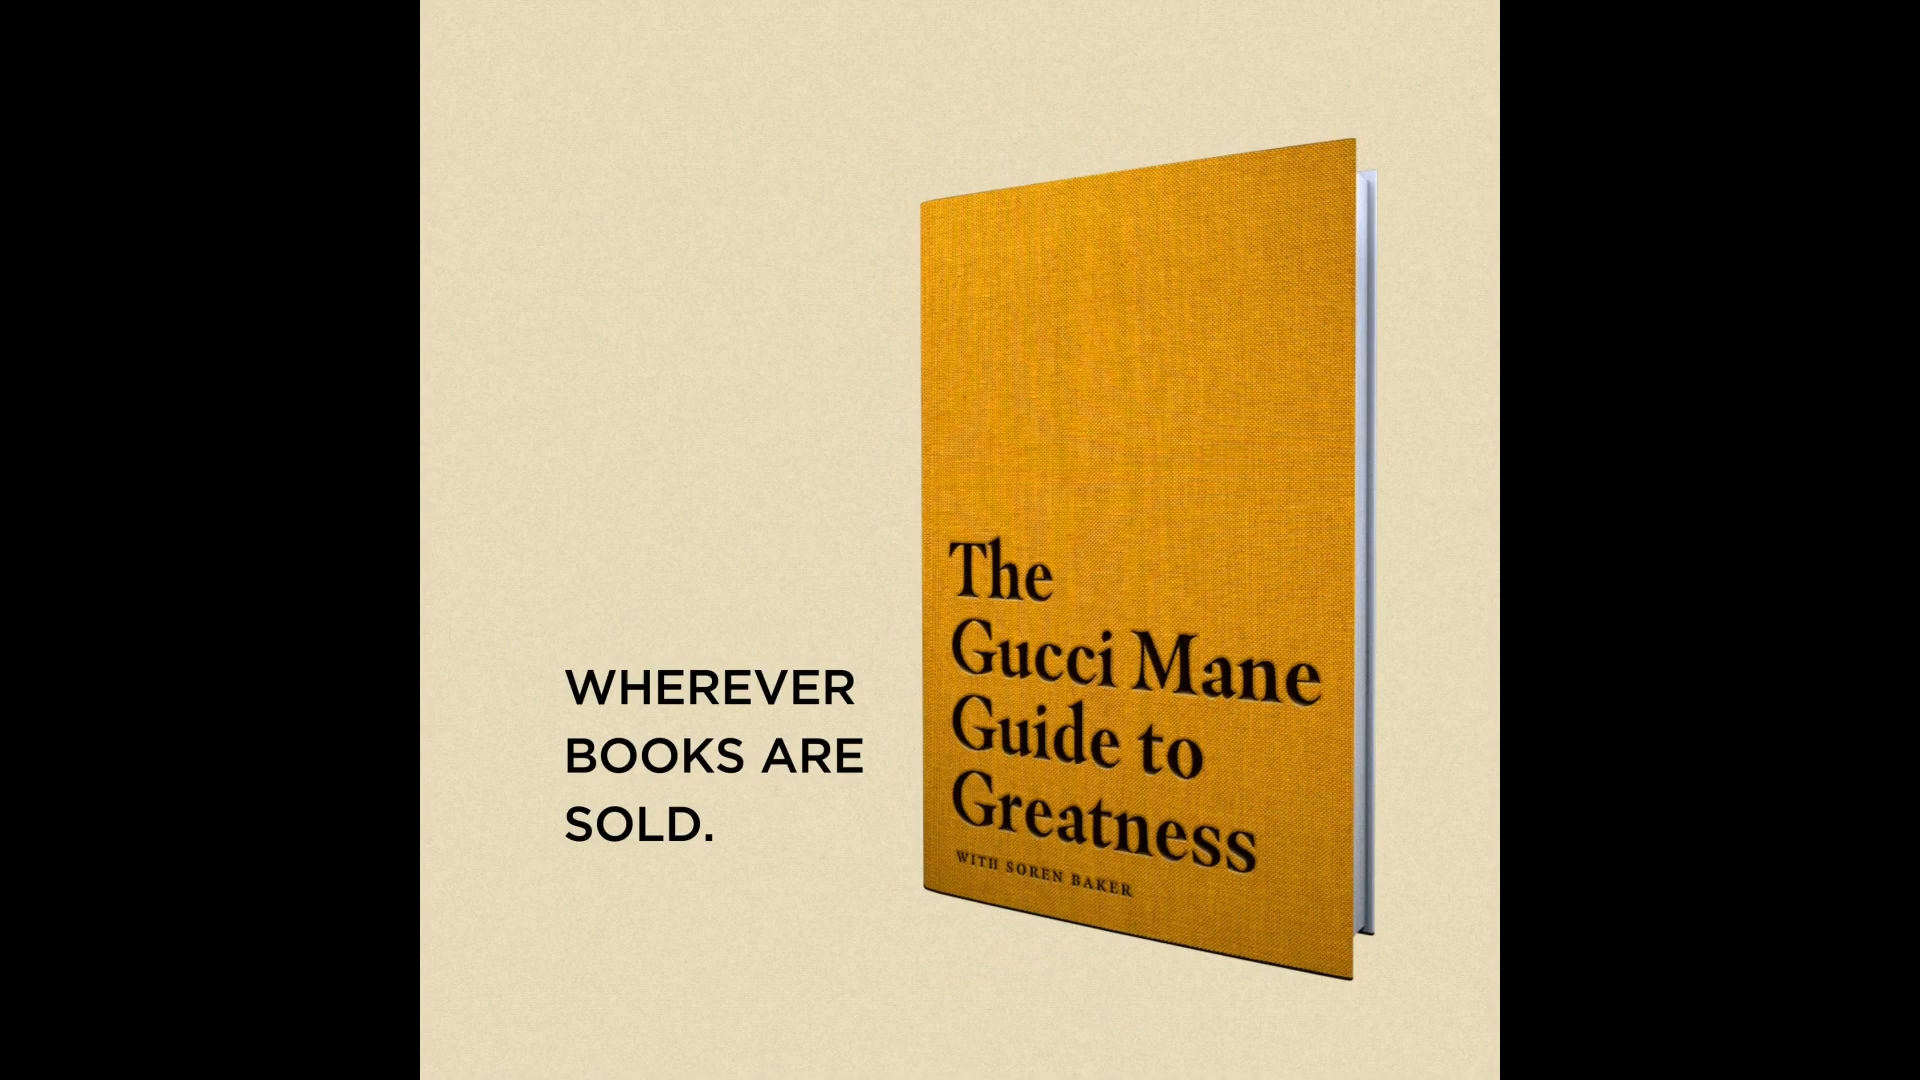 WHEREVER
BOOKS ARE
SOLD.
The
Gucci Mane
Guide to
Greatness
WITH SOREN BAKER